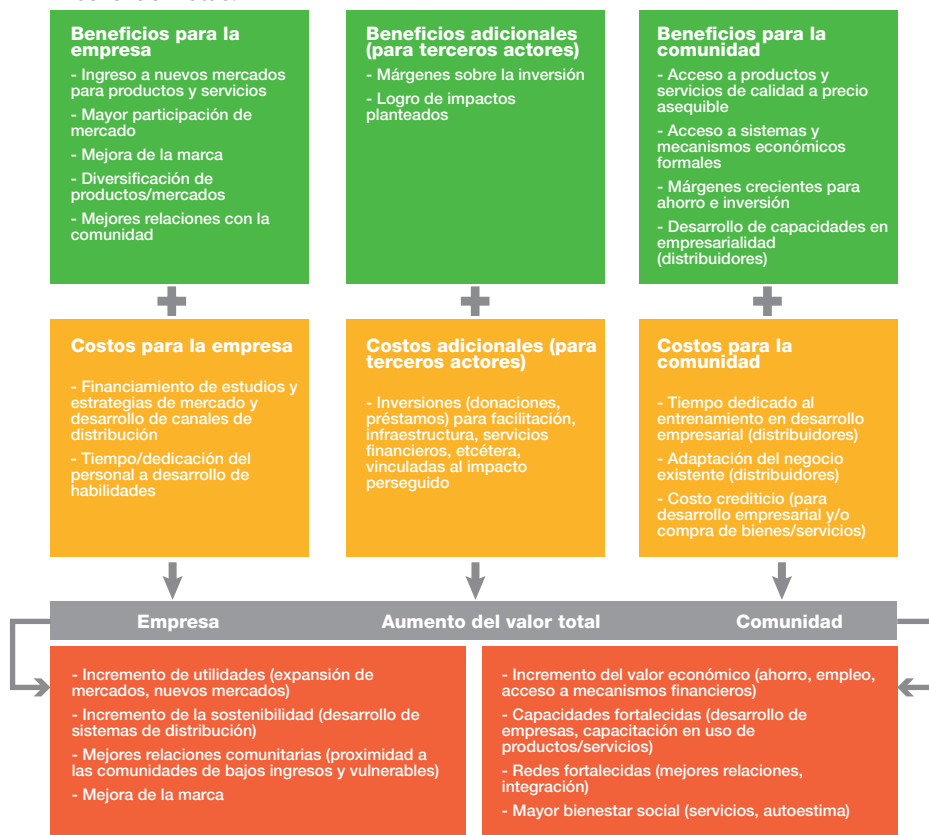 Beneficios para la
empresa
- Ingreso a nuevos mercados
para productos y servicios
- Mayor participación de
mercado
- Mejora de la marca
- Diversificación de
productos/mercados
- Mejores relaciones con la
comunidad
Beneficios adicionales
(para terceros actores)
- Márgenes sobre la inversión
- Logro de impactos
planteados
Beneficios para la
comunidad
- Acceso a productos y
servicios de calidad a precio
asequible
- Acceso a sistemas y
mecanismos económicos
formales
- Márgenes crecientes para
ahorro e inversión
- Desarrollo de capacidades en
empresarialidad
(distribuidores)
Costos para la empresa
- Financiamiento de estudios y
estrategias de mercado y
desarrollo de canales de
distribución
- Tiempo/dedicación del
personal a desarrollo de
habilidades
Costos adicionales (para
terceros actores)
- Inversiones (donaciones,
préstamos) para facilitación,
infraestructura, servicios
financieros, etcétera,
vinculadas al impacto
perseguido
Costos para la
comunidad
- Tiempo dedicado al
entrenamiento en desarrollo
empresarial (distribuidores)
- Adaptación del negocio
existente (distribuidores)
- Costo crediticio (para
desarrollo empresarial y/o
compra de bienes/servicios)
Empresa
Aumento del valor total
Comunidad
- Incremento de utilidades (expansión de
mercados, nuevos mercados)
- Incremento de la sostenibilidad (desarrollo de
sistemas de distribución)
- Mejores relaciones comunitarias (proximidad a
las comunidades de bajos ingresos y vulnerables)
- Mejora de la marca
- Incremento del valor económico (ahorro, empleo,
acceso a mecanismos financieros)
- Capacidades fortalecidas (desarrollo de
empresas, capacitación en uso de
productos/servicios)
- Redes fortalecidas (mejores relaciones,
integración)
- Mayor bienestar social (servicios, autoestima)